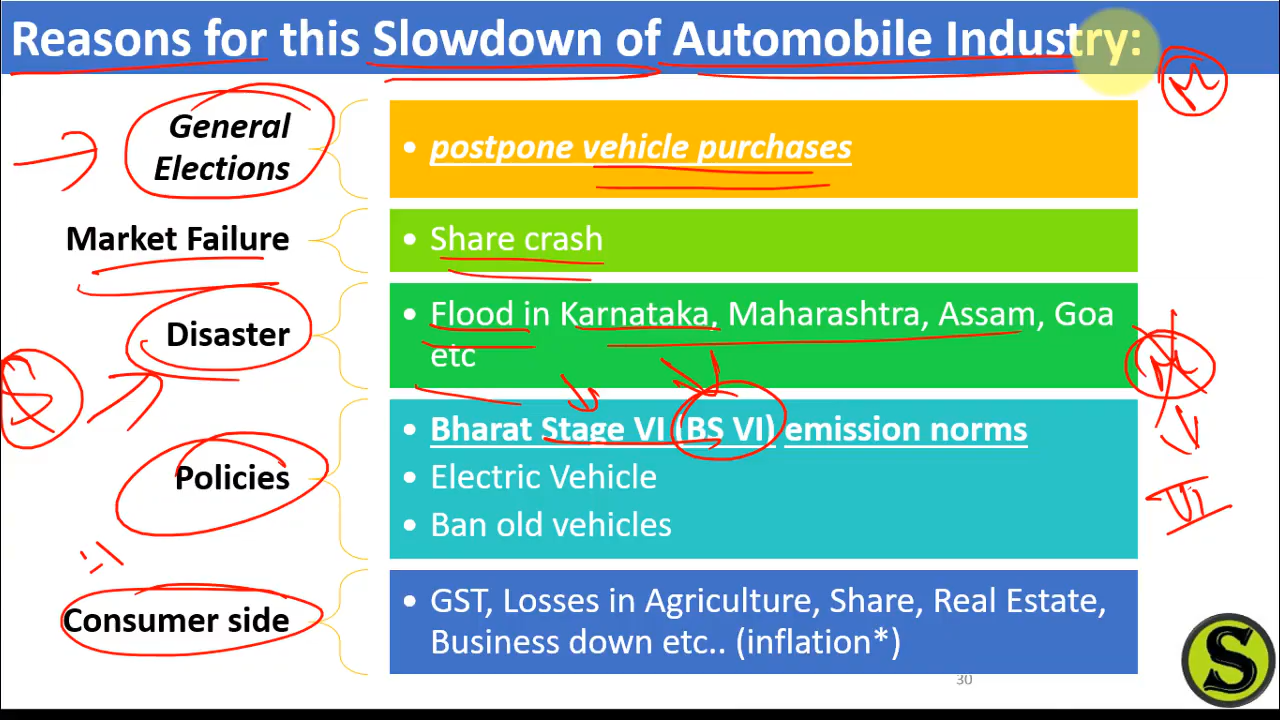 Reasons for this Slowdown of Automobile Industry:
General
Elections
• postpone vehicle purchases
Market Failure
• Share crash
Disaster
• Flood in Karnataka, Maharashtra, Assam, Goa
etc
Policies
• Bharat Stage VI (BS VI) emission norms
• Electric Vehicle
• Ban old vehicles
VI
Consumer side
• GST, Losses in Agriculture, Share, Real Estate,
Business down etc.. (inflation*)
30
S